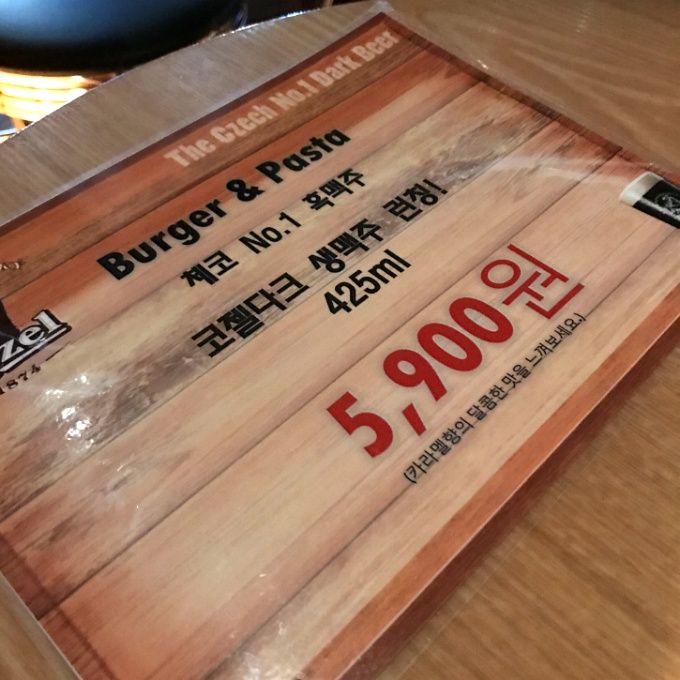 The Czech No.1 Dark Beer
Burger & Pasta
체코 No.1 흑맥주
코젤다크 생맥주 런칭!
425ml
5,900원
(카라멜향의 달콤한맛을 느껴보세요.)
zel
1874